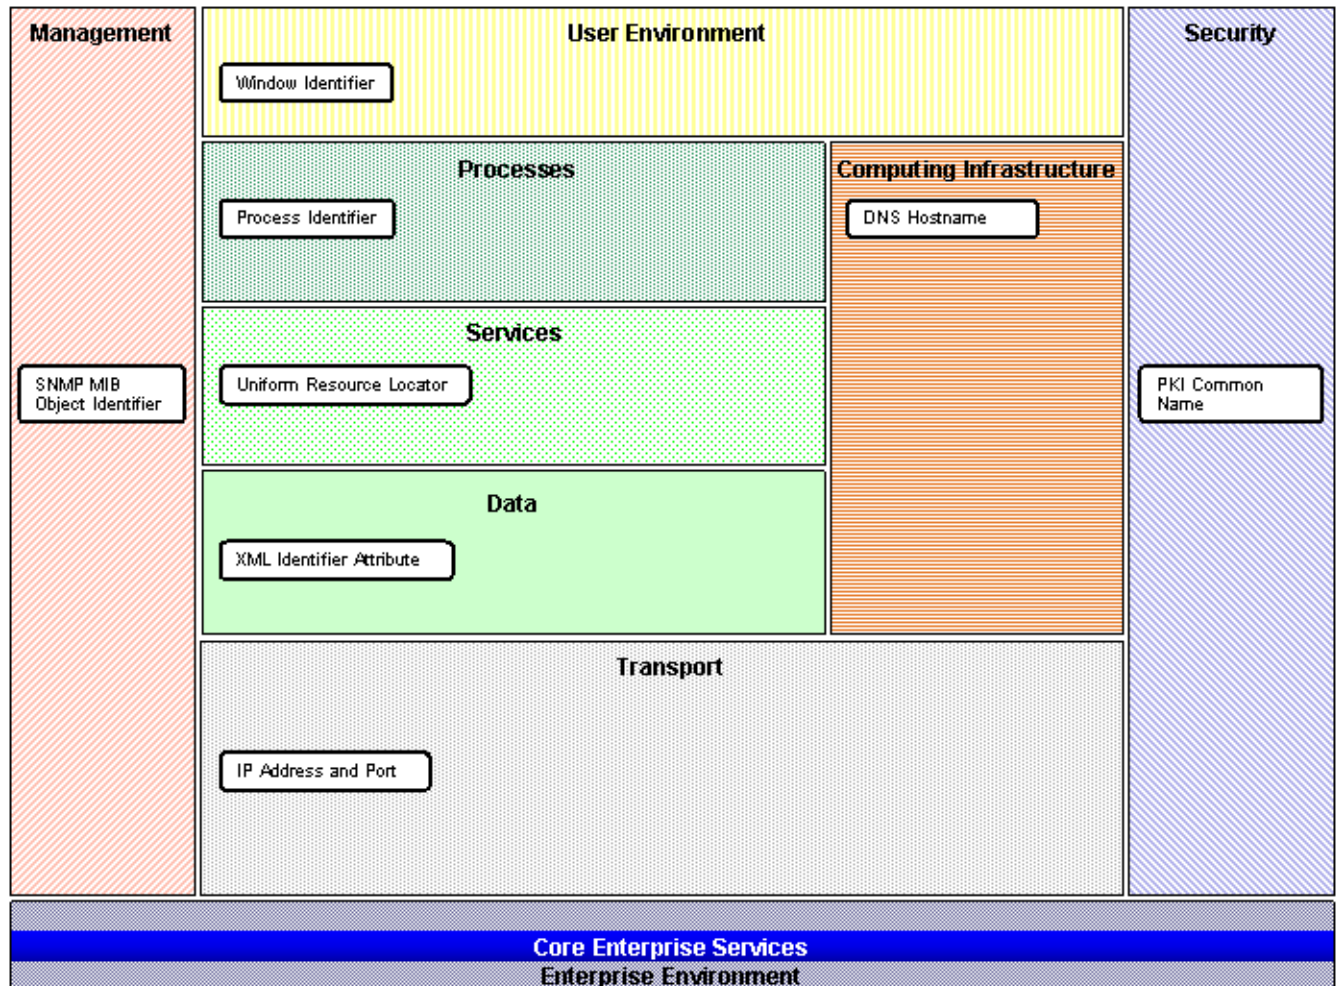 Management
User Environment
Security
Window Identifier
Processes
Computing Infrastructure
Process Identifier
DNS Hostname
Services
SNMP MIB
Object Identifier
Uniform Resource Locator
PKI Common
Name
Data
XML Identifier Attribute
Transport
IP Address and Port
Core Enterprise Services
Enterprise Environment